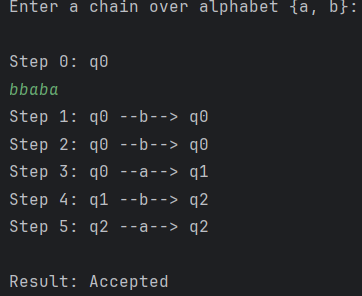 Enter a chain over alphabet {a, b}:
Step 0: q0
bbaba
Step 1: q0 --b--> q0
Step 2: q0 --b--> q0
Step 3: q0 --a--> q1
Step 4: q1 --b--> q2
Step 5: q2 --a--> q2
Result: Accepted